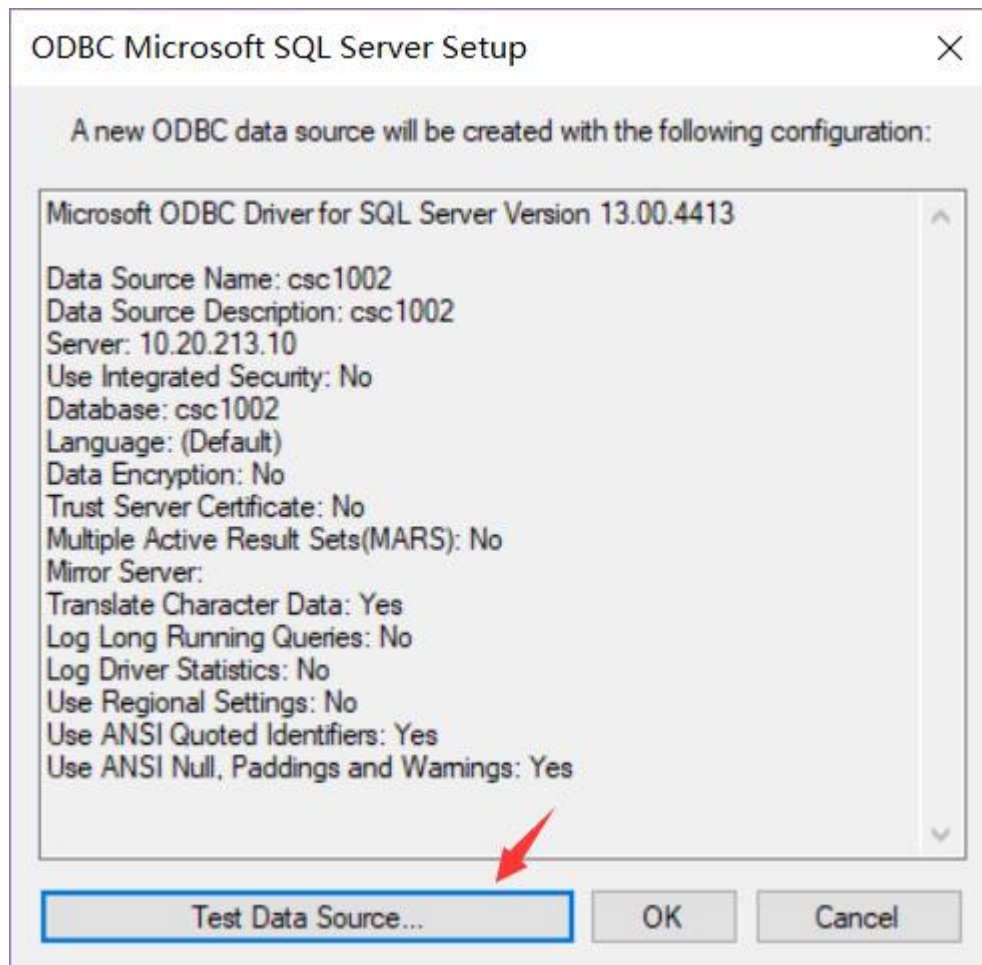 ODBC Microsoft SQL Server Setup
A new ODBC data source will be created with the following configuration:
Microsoft ODBC Driver for SQL Server Version 13.00.4413
Data Source Name: csc1002
Data Source Description: csc1002
Server: 10.20.213.10
Use Integrated Security: No
Database: csc1002
Language: (Default)
Data Encryption: No
Trust Server Certificate: No
Multiple Active Result Sets(MARS): No
Mirror Server:
Translate Character Data: Yes
Log Long Running Queries: No
Log Driver Statistics: No
Use Regional Settings: No
Use ANSI Quoted Identifiers: Yes
Use ANSI Null, Paddings and Warnings: Yes
Test Data Source...
OK
Cancel